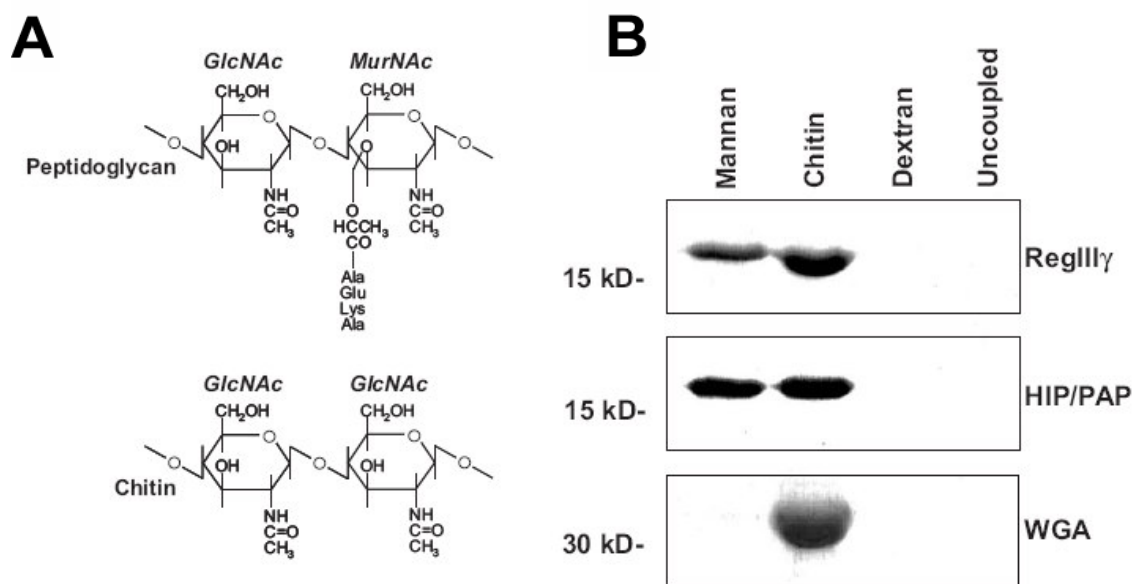 A
GlcNAc MurNAc
CH₂OH CH₂OH
O O
OH O
O O O
Peptidoglycan
NH O NH
C=O HCCH₃ C=O
CH₃ CO CH₃
Ala
Glu
Lys
Ala
GlcNAc GlcNAc
CH₂OH CH₂OH
O O
OH OH
O O O
Chitin
NH NH
C=O C=O
CH₃ CH₃
B
Mannan
Chitin
Dextran
Uncoupled
15 kD- RegIIIγ
15 kD- HIP/PAP
30 kD- WGA